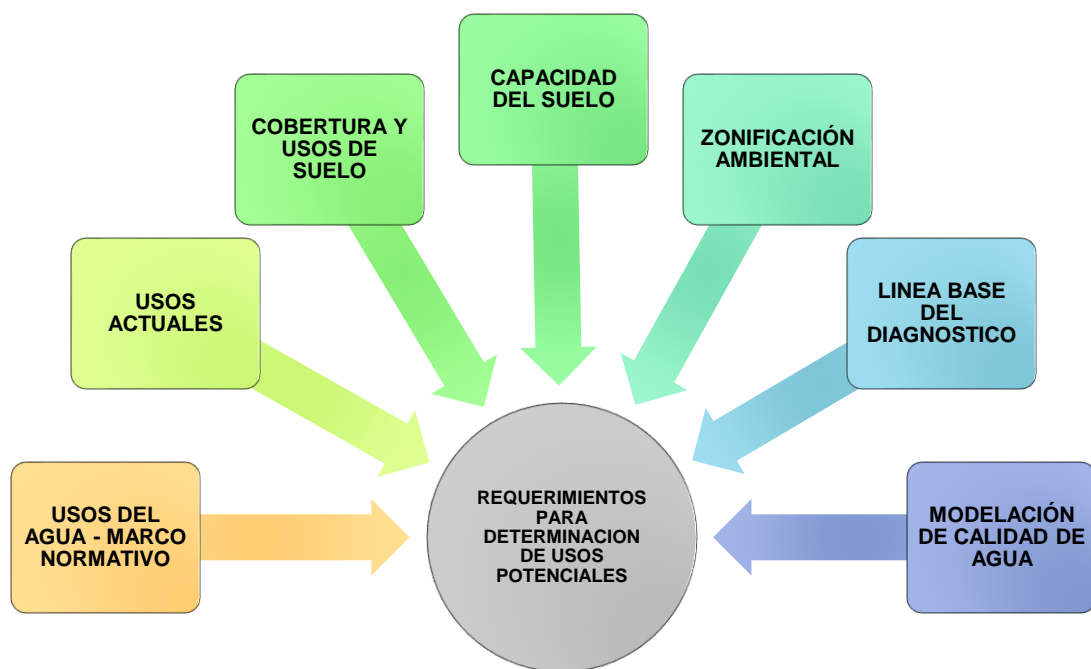 CAPACIDAD
DEL SUELO
COBERTURA Y
USOS DE
SUELO
ZONIFICACIÓN
AMBIENTAL
USOS
ACTUALES
LINEA BASE
DEL
DIAGNOSTICO
USOS DEL
AGUA - MARCO
NORMATIVO
REQUERIMIENTOS
PARA
DETERMINACION
DE USOS
POTENCIALES
MODELACIÓN
DE CALIDAD DE
AGUA